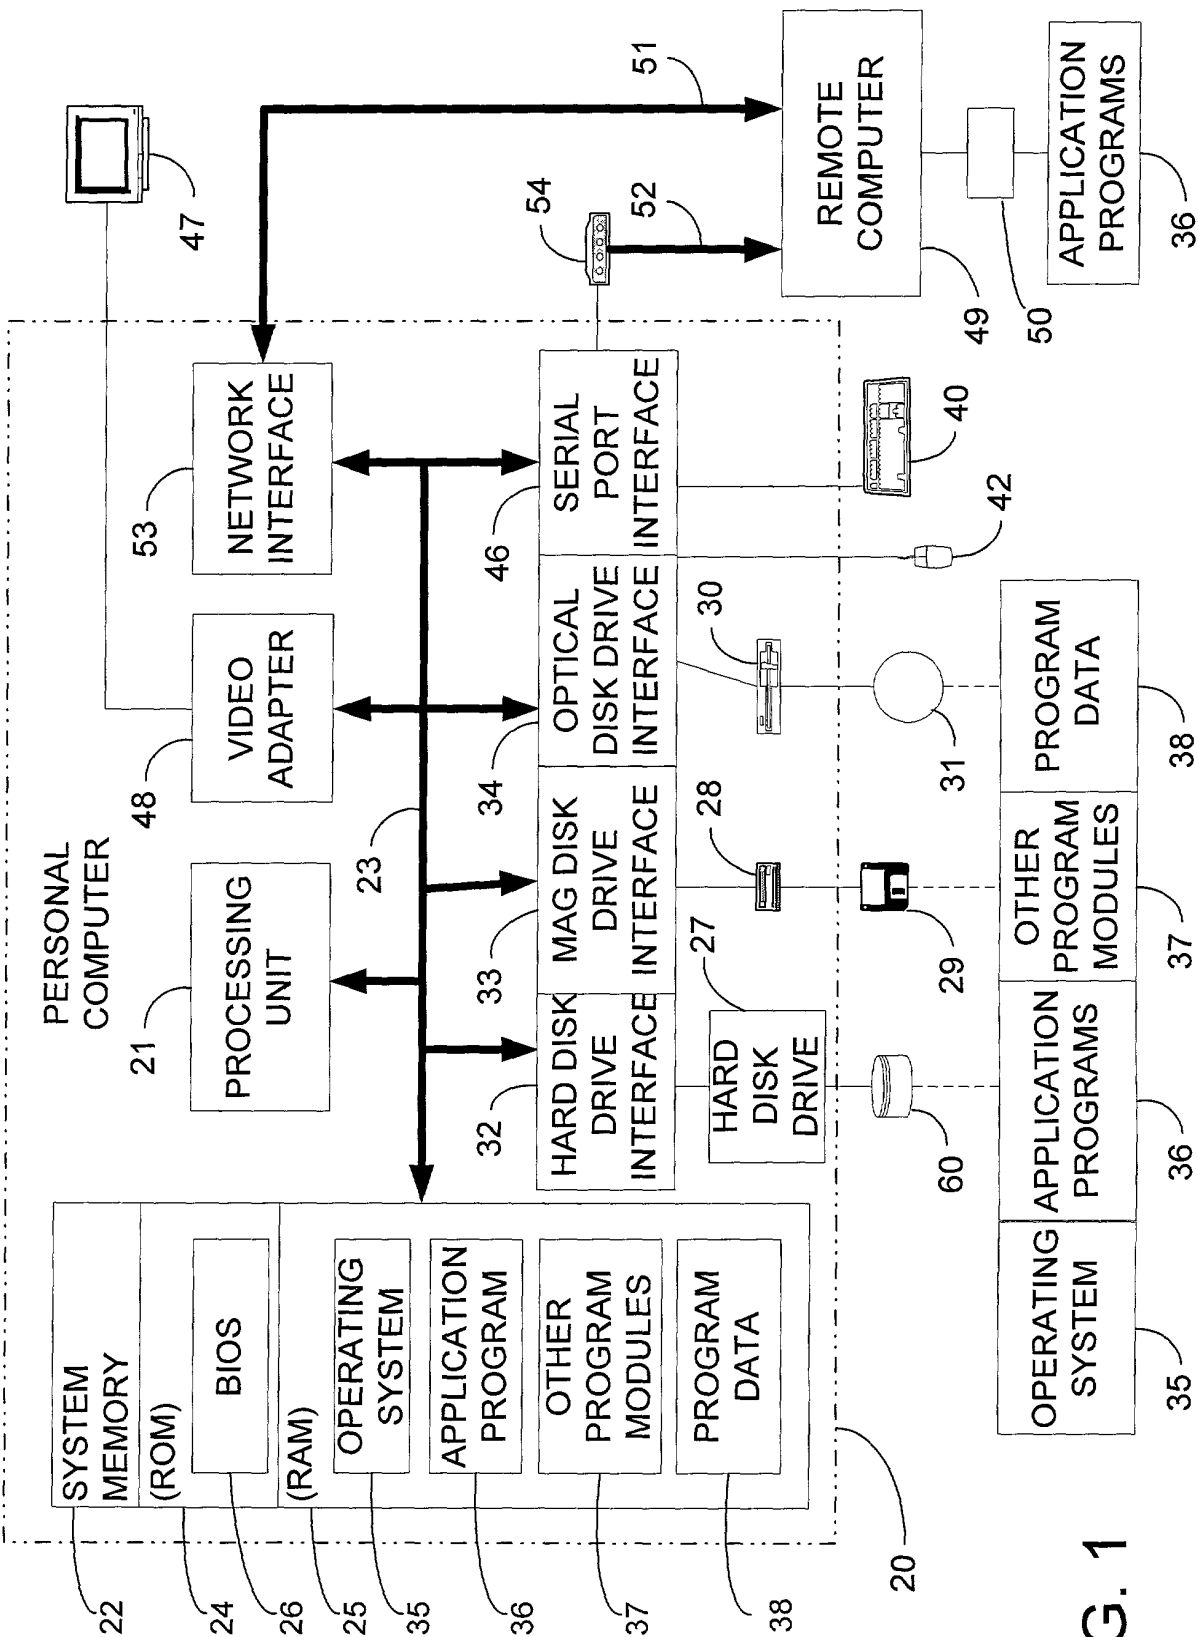 PERSONAL
COMPUTER
SYSTEM
MEMORY
22
(ROM)
24
BIOS
26
(RAM)
25
OPERATING
SYSTEM
35
APPLICATION
PROGRAM
36
OTHER
PROGRAM
MODULES
37
PROGRAM
DATA
38
20
21
PROCESSING
UNIT
48
VIDEO
ADAPTER
53
NETWORK
INTERFACE
47
23
32
HARD DISK
DRIVE
INTERFACE
33
MAG DISK
DRIVE
INTERFACE
34
OPTICAL
DISK DRIVE
INTERFACE
46
SERIAL
PORT
INTERFACE
54
52
51
HARD
DISK
DRIVE
27
28
30
60
29
31
42
40
REMOTE
COMPUTER
49
50
APPLICATION
PROGRAMS
36
OPERATING
SYSTEM
35
APPLICATION
PROGRAMS
36
OTHER
PROGRAM
MODULES
37
PROGRAM
DATA
38
G. 1